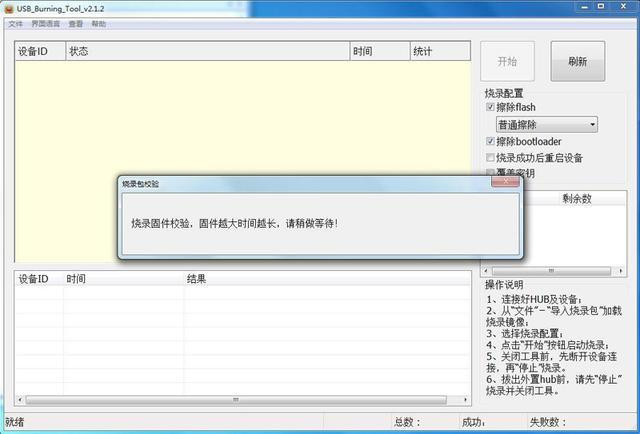 USB_Burning_Tool_v2.1.2
文件 界面语言 查看 帮助
设备ID 状态 时间 统计
开始 刷新
烧录配置
擦除flash
普通擦除
擦除bootloader
烧录成功后重启设备
覆盖密钥
烧录包校验
烧录固件校验，固件越大时间越长，请稍做等待！
剩余数
设备ID 时间 结果
操作说明
1、连接好HUB及设备；
2、从“文件”－“导入烧录包”加载
烧录镜像；
3、选择烧录配置；
4、点击“开始”按钮启动烧录；
5、关闭工具前，先断开设备连
接，再“停止”烧录。
6、拔出外置hub前，请先“停止”
烧录并关闭工具。
就绪 总数： 成功： 失败数：